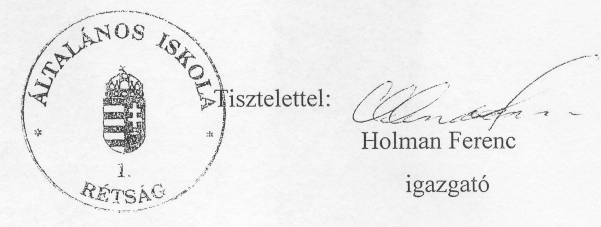 ÁLTALÁNOS ISKOLA
1.
RÉTSÁG
Tisztelettel:
Holman Ferenc
igazgató